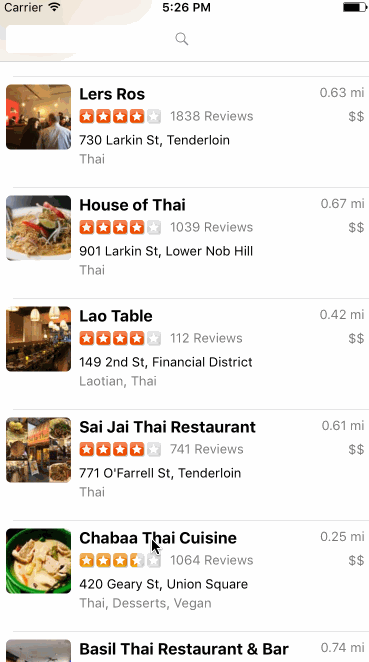 Carrier 5:26 PM
Lers Ros 0.63 mi
1838 Reviews $$
730 Larkin St, Tenderloin
Thai
House of Thai 0.67 mi
1039 Reviews $$
901 Larkin St, Lower Nob Hill
Thai
Lao Table 0.42 mi
112 Reviews $$
149 2nd St, Financial District
Laotian, Thai
Sai Jai Thai Restaurant 0.61 mi
741 Reviews $$
771 O'Farrell St, Tenderloin
Thai
Chabaa Thai Cuisine 0.25 mi
1064 Reviews $$
420 Geary St, Union Square
Thai, Desserts, Vegan
Basil Thai Restaurant & Bar 0.74 mi